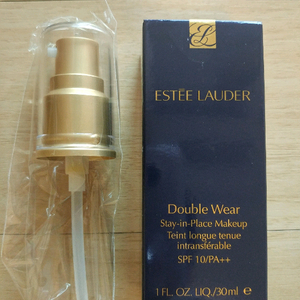 ESTĒE LAUDER
Double Wear
Stay-in-Place Makeup
Teint longue tenue
intransférable
SPF 10/PA++
1 FL. OZ. LIQ./30ml e